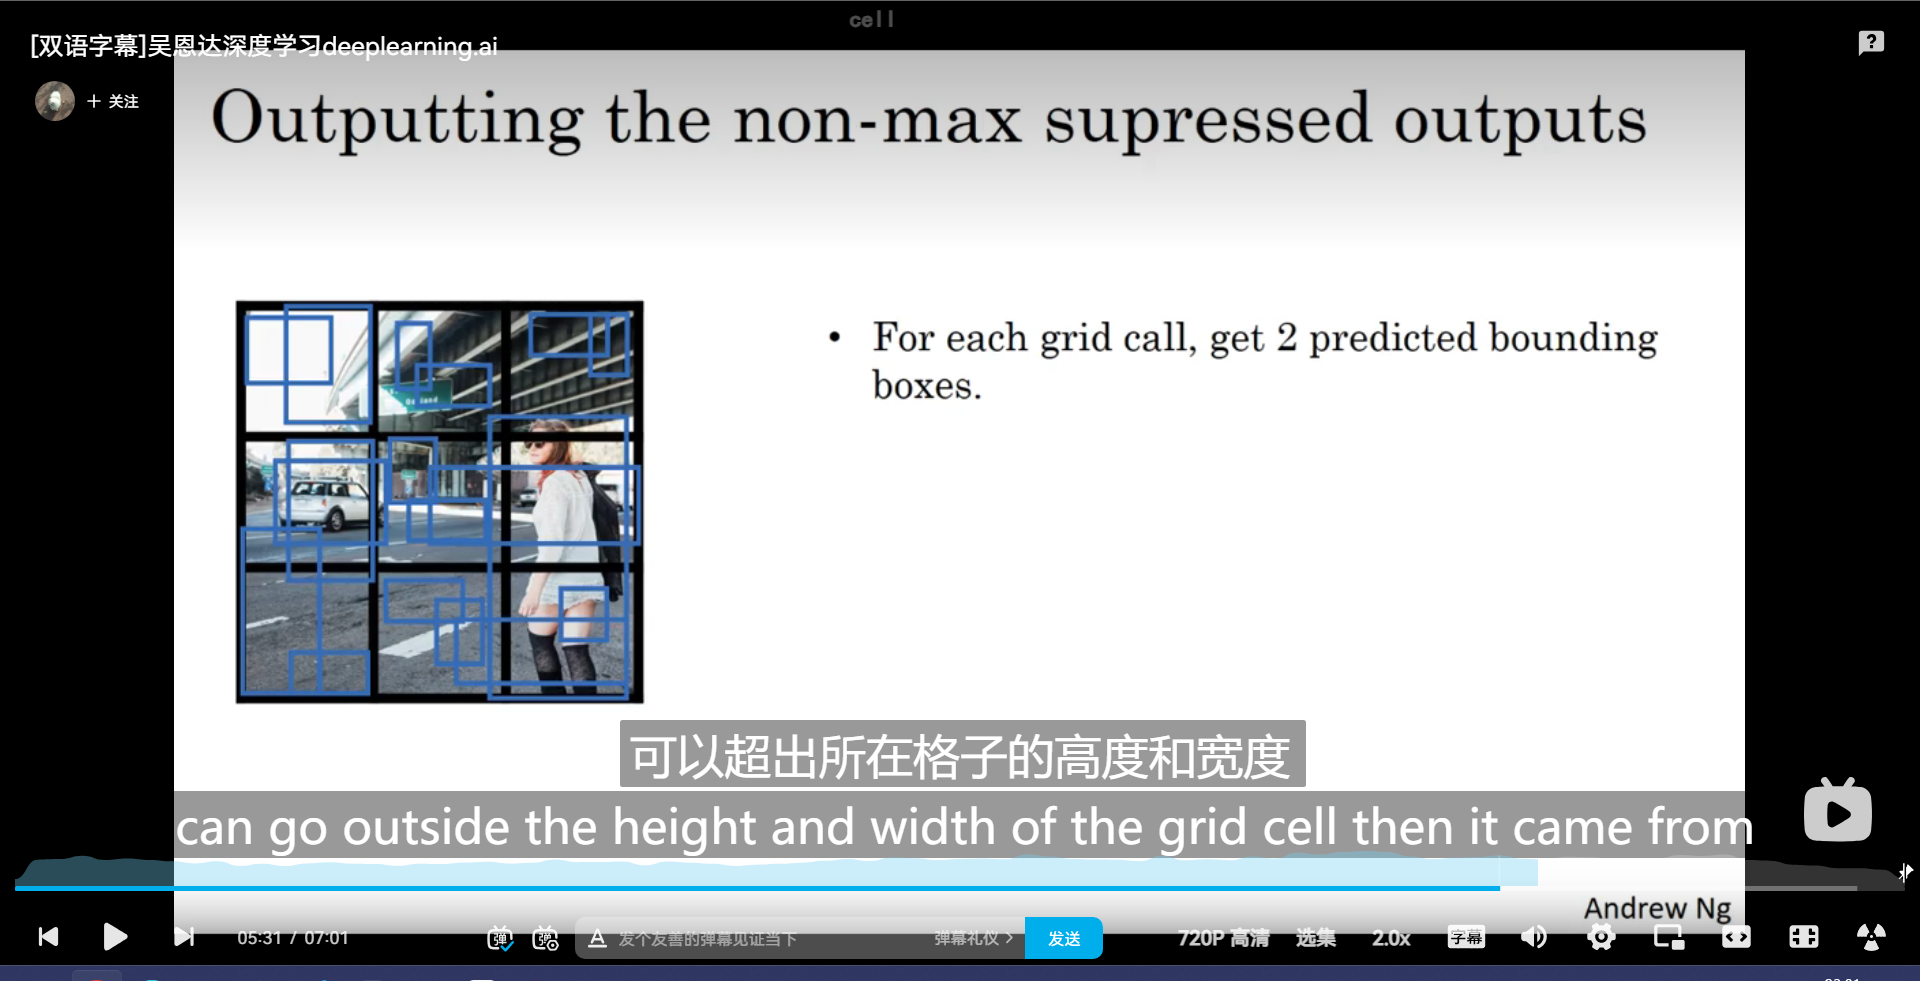 cell
[双语字幕]吴恩达深度学习deeplearning.ai
+ 关注
Outputting the non-max supressed outputs
• For each grid call, get 2 predicted bounding
boxes.
可以超出所在格子的高度和宽度
can go outside the height and width of the grid cell then it came from
Andrew Ng
05:31 / 07:01
弹
弹
A 发个友善的弹幕见证当下
弹幕礼仪 >
发送
720P 高清
选集
2.0x
字幕